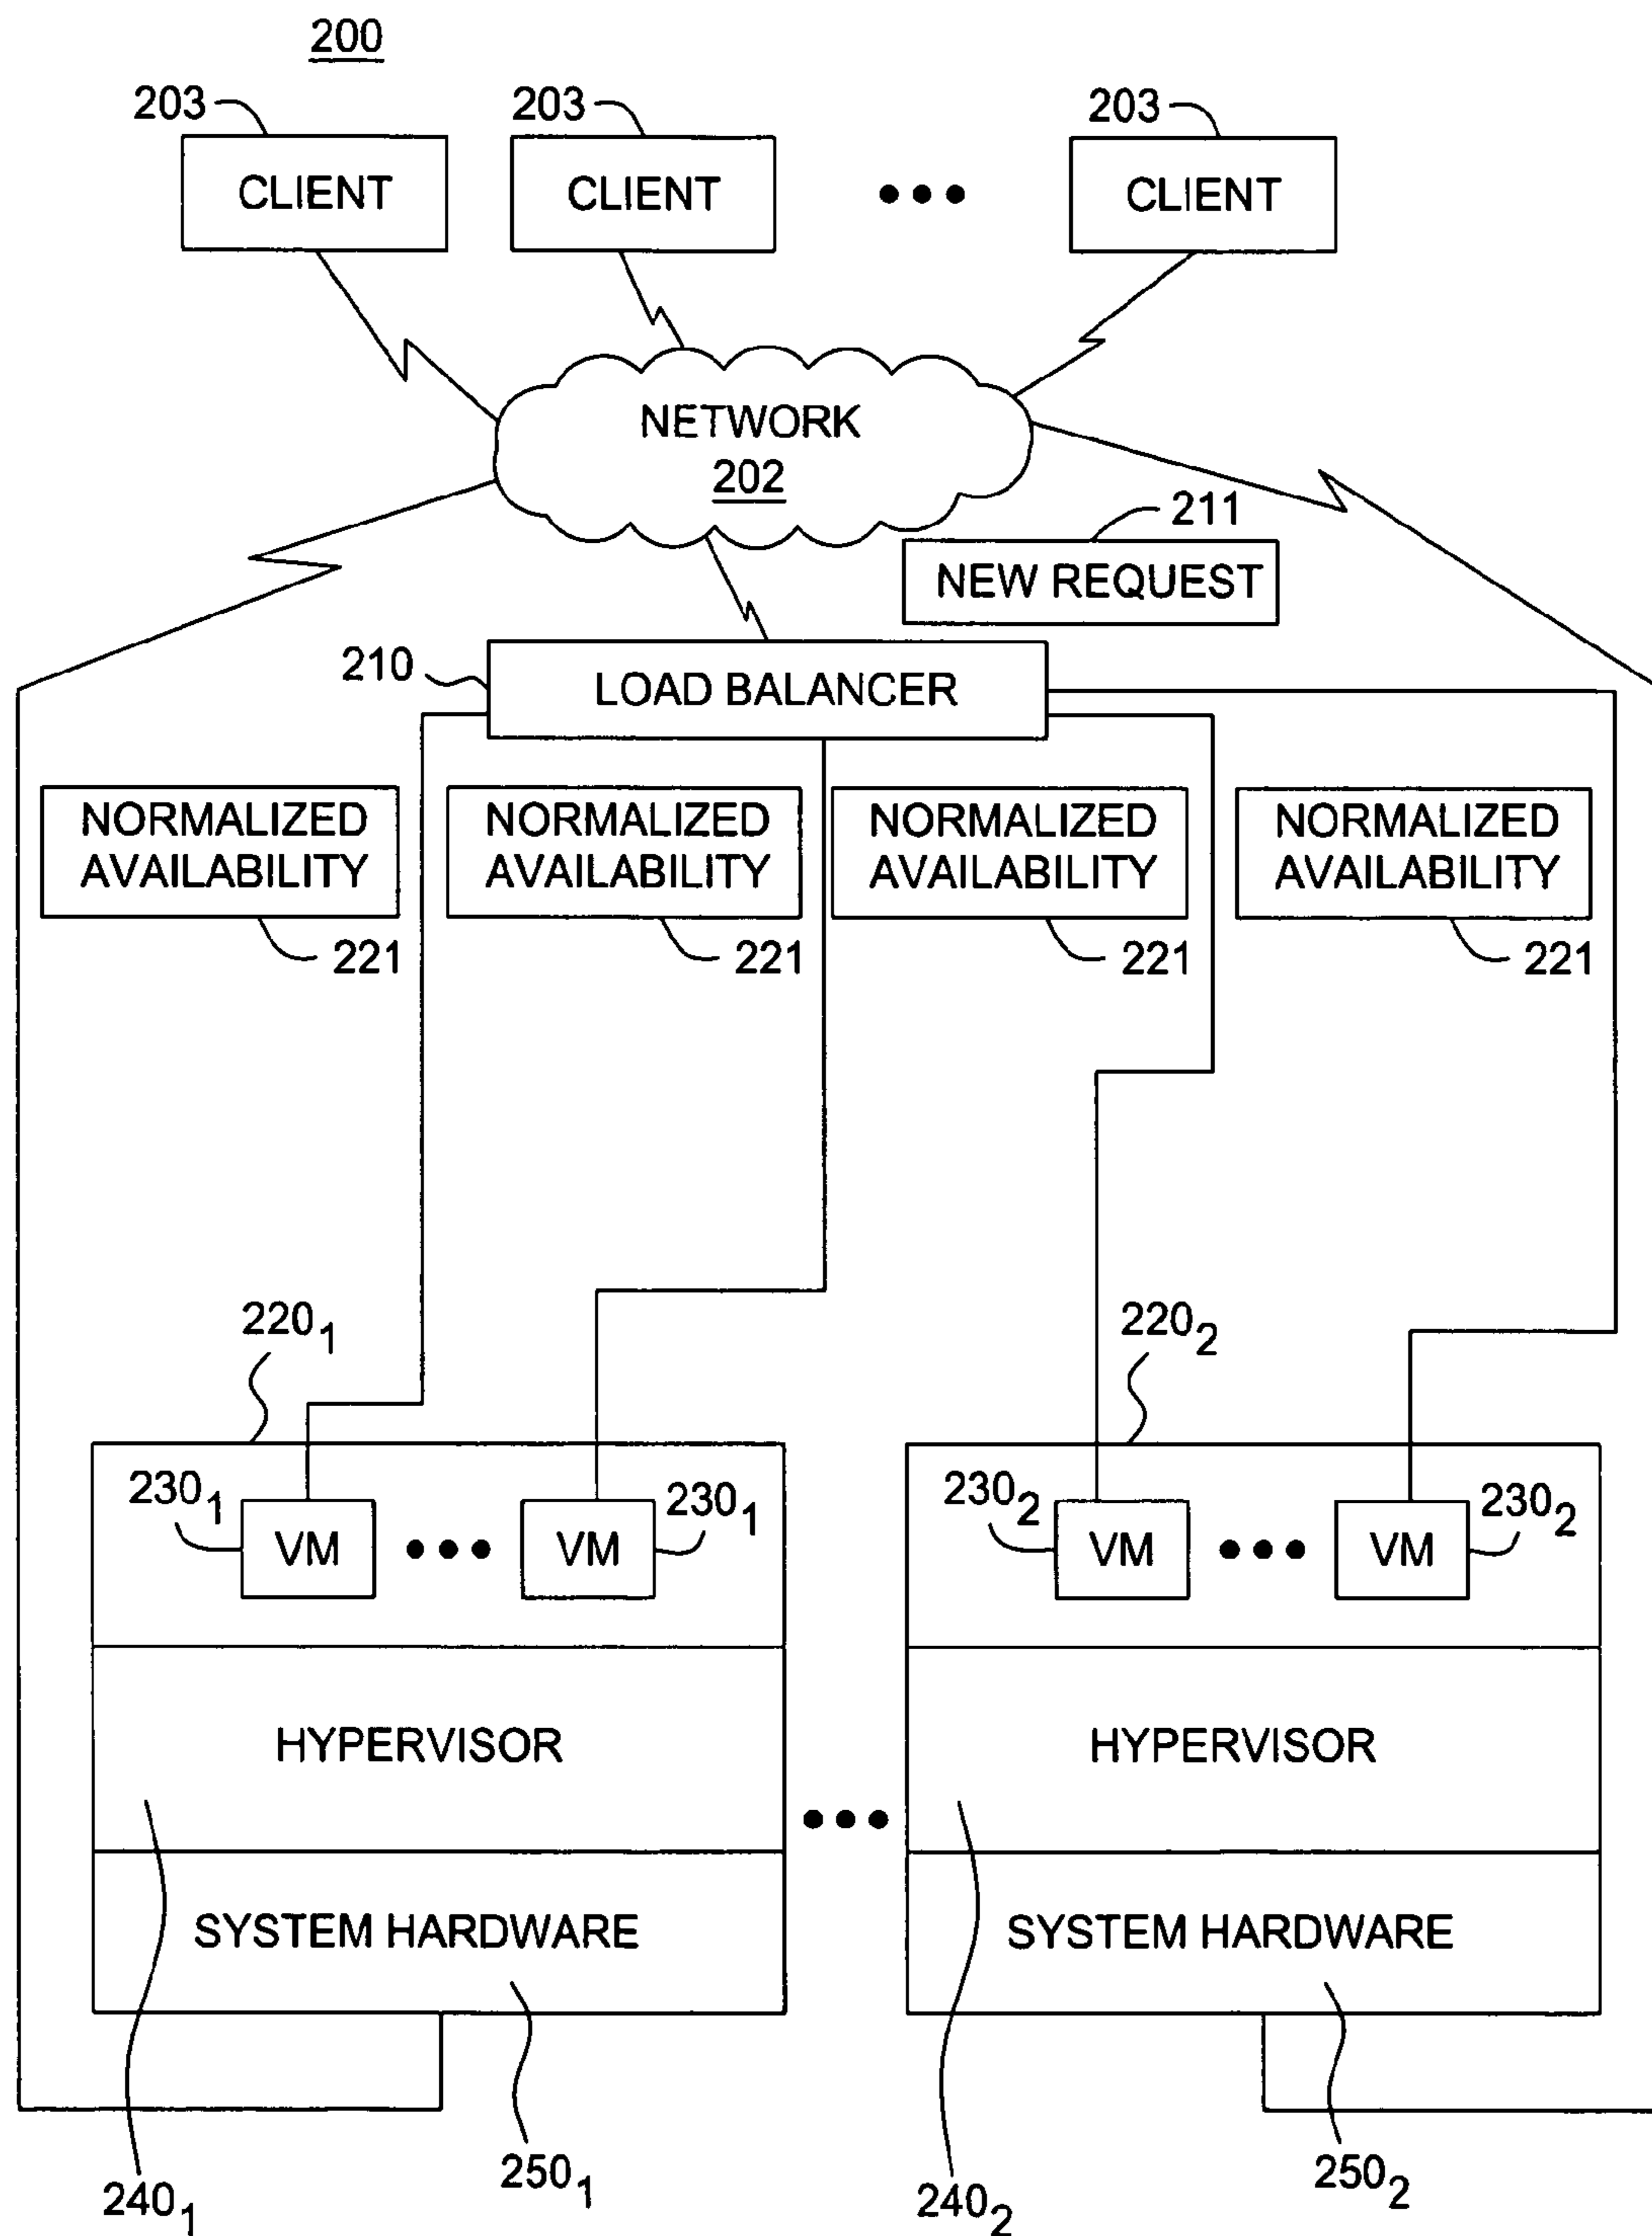 200
203 203 203
CLIENT CLIENT CLIENT
NETWORK
202
211
NEW REQUEST
210
LOAD BALANCER
NORMALIZED AVAILABILITY
NORMALIZED AVAILABILITY
NORMALIZED AVAILABILITY
NORMALIZED AVAILABILITY
221 221 221 221
220₁ 220₂
230₁ 230₁ 230₂ 230₂
VM VM VM VM
HYPERVISOR HYPERVISOR
SYSTEM HARDWARE SYSTEM HARDWARE
240₁ 250₁ 240₂ 250₂